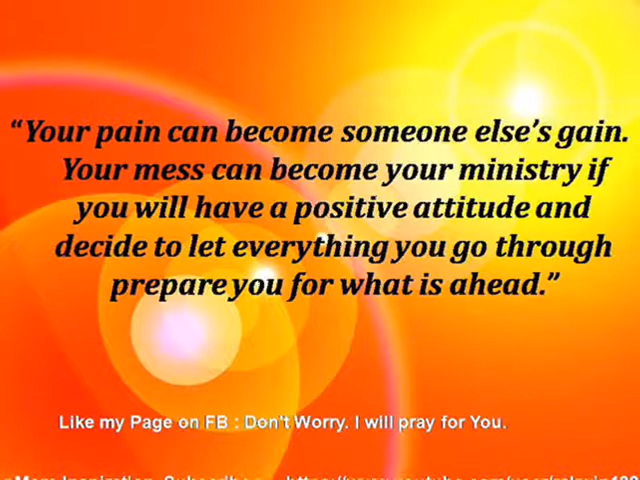 “Your pain can become someone else’s gain.
Your mess can become your ministry if
you will have a positive attitude and
decide to let everything you go through
prepare you for what is ahead.”
Like my Page on FB : Don't Worry. I will pray for You.
More Inspiration